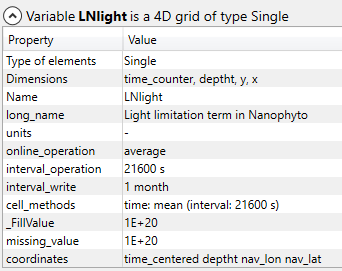 Variable LNlight is a 4D grid of type Single
Property Value
Type of elements Single
Dimensions time_counter, deptht, y, x
Name LNlight
long_name Light limitation term in Nanophyto
units -
online_operation average
interval_operation 21600 s
interval_write 1 month
cell_methods time: mean (interval: 21600 s)
_FillValue 1E+20
missing_value 1E+20
coordinates time_centered deptht nav_lon nav_lat